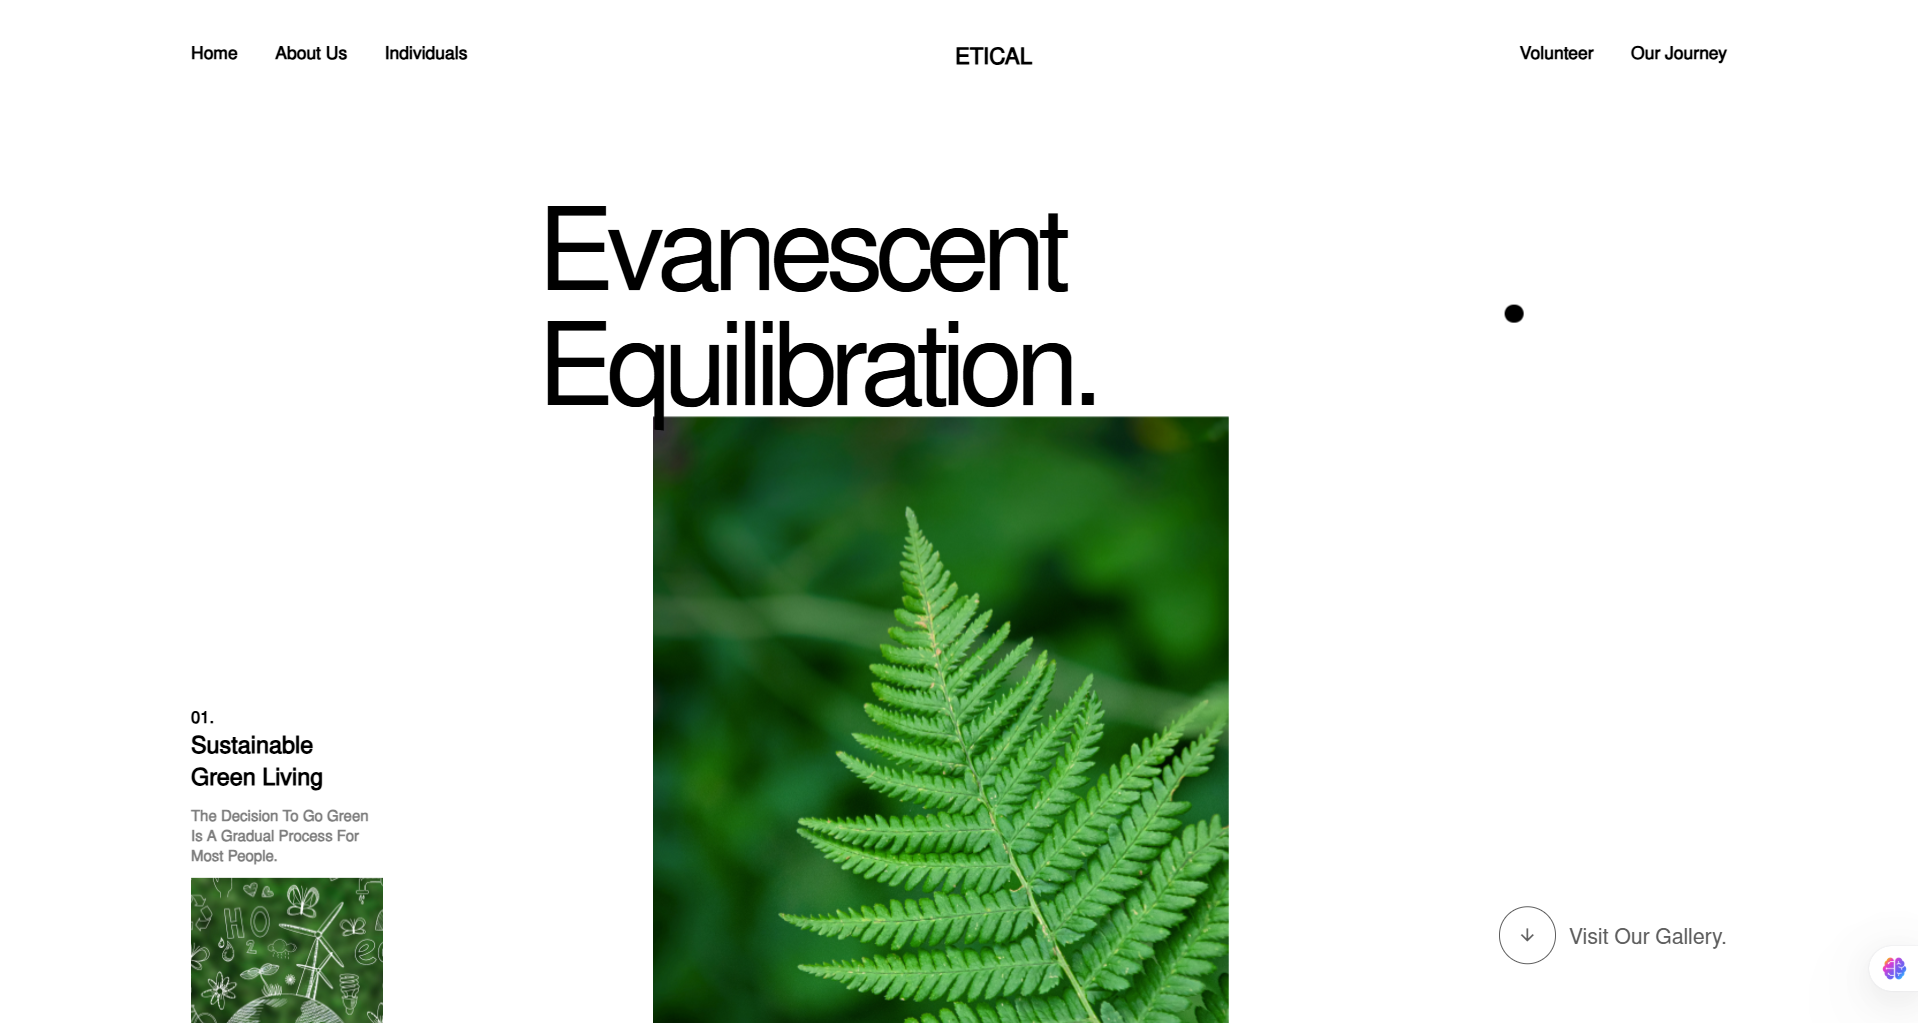 Home About Us Individuals ETICAL Volunteer Our Journey
Evanescent
Equilibration.
01.
Sustainable
Green Living
The Decision To Go Green
Is A Gradual Process For
Most People.
H2O
e
Visit Our Gallery.